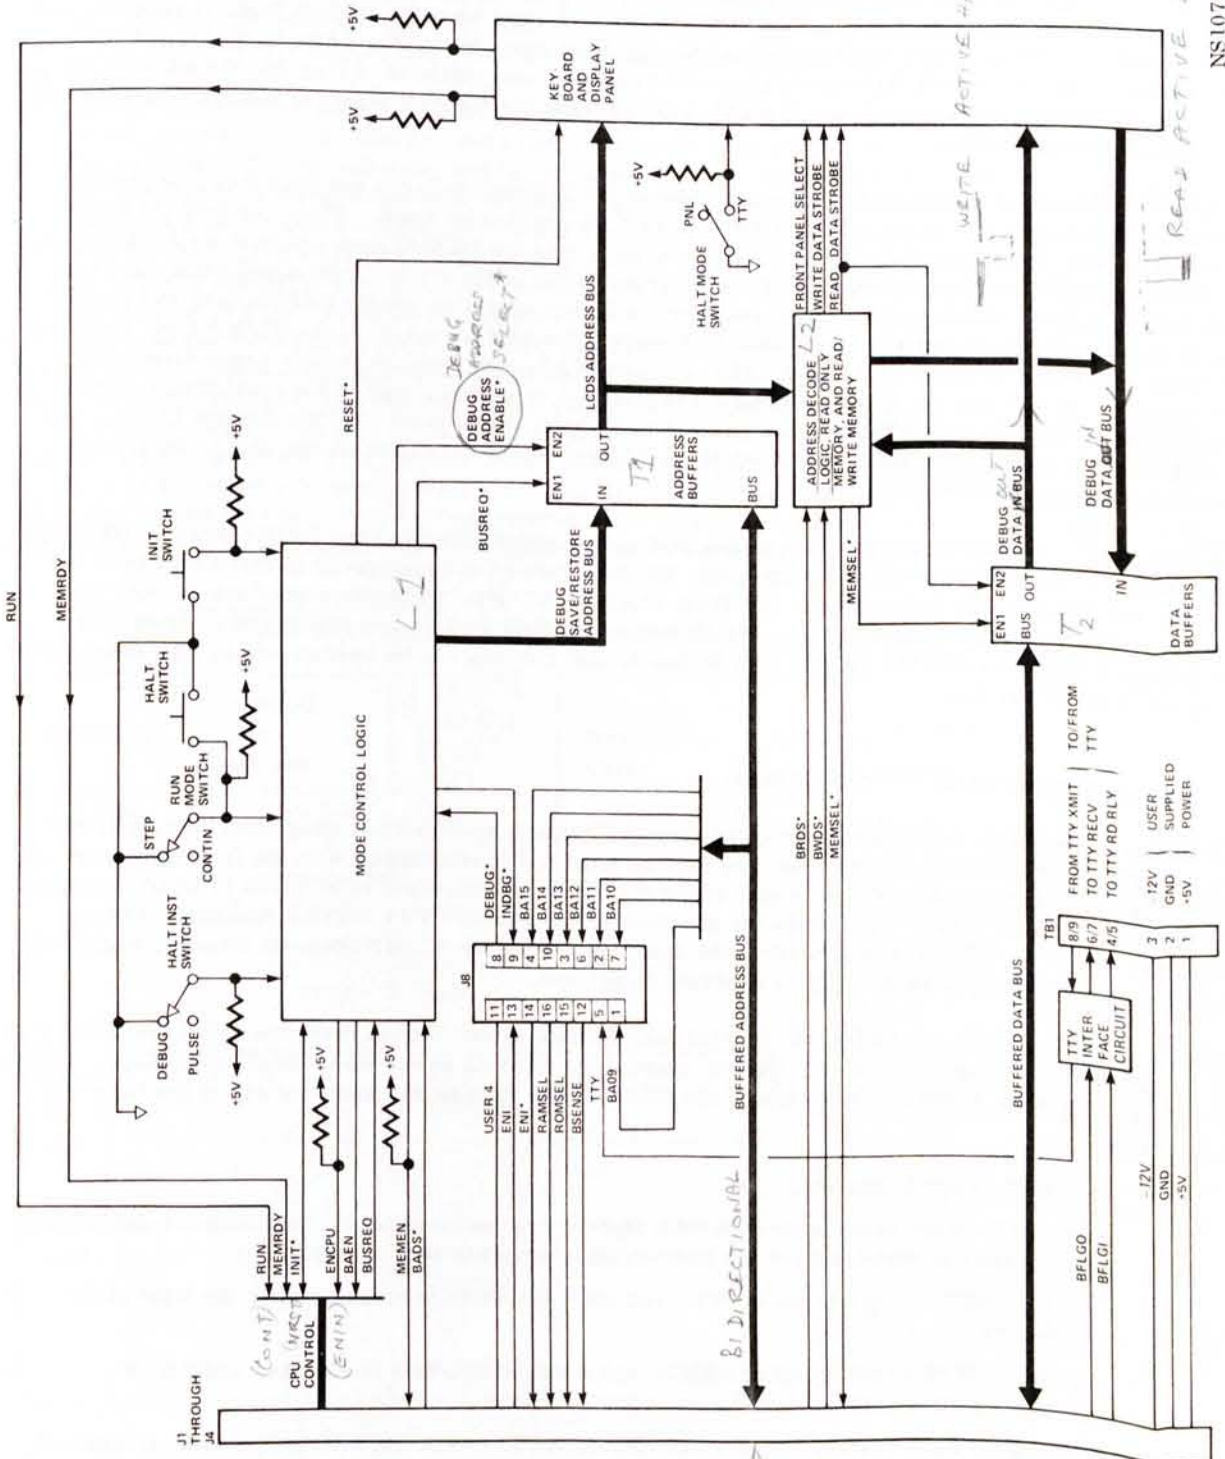 RUN
MEMRDY
+5V
+5V
KEY
BOARD
AND
DISPLAY
PANEL
WRITE ACTIVE
READ ACTIVE
NS107
DEBUG
PULSE
HALT INST
SWITCH
+5V
STEP
CONTIN
RUN
MODE
SWITCH
HALT
SWITCH
+5V
INIT
SWITCH
+5V
MODE CONTROL LOGIC
L1
RESET*
DEBUG
ADDRESS
SELECT*
DEBUG
ADDRESS
ENABLE*
BUSREQ*
DEBUG
SAVE/RESTORE
ADDRESS BUS
EN1
EN2
IN
OUT
T1
ADDRESS
BUFFERS
BUS
LCDS ADDRESS BUS
+5V
PNL
TTY
HALT MODE
SWITCH
FRONT PANEL SELECT
WRITE DATA STROBE
READ DATA STROBE
ADDRESS DECODE L2
LOGIC, READ ONLY
MEMORY, AND READ/
WRITE MEMORY
BRDS*
BWDS*
MEMSEL*
MEMSEL*
DEBUG OUT
DATA IN BUS
DEBUG IN
DATA OUT BUS
EN1
EN2
BUS
OUT
IN
T2
DATA
BUFFERS
J1
THROUGH
J4
CPU
CONTROL
(CONT)
(NRST)
(ENIN)
RUN
MEMRDY
INIT*
ENCPU
BAEN
BUSREQ
+5V
+5V
MEMEN
BADS*
USER 4
ENI
ENI*
RAMSEL
ROMSEL
BSENSE
TTY
BA09
J8
11
13
14
16
15
12
5
1
8
9
4
10
3
6
2
7
DEBUG*
INDBG*
BA15
BA14
BA13
BA12
BA11
BA10
BIDIRECTIONAL
BUFFERED ADDRESS BUS
BUFFERED DATA BUS
BFLGO
BFLGI
TTY
INTER
FACE
CIRCUIT
TB1
8/9
6/7
4/5
3
2
1
FROM TTY XMIT
TO TTY RECV
TO TTY RD RLY
TO/FROM
TTY
-12V
GND
+5V
-12V
GND
+5V
USER
SUPPLIED
POWER